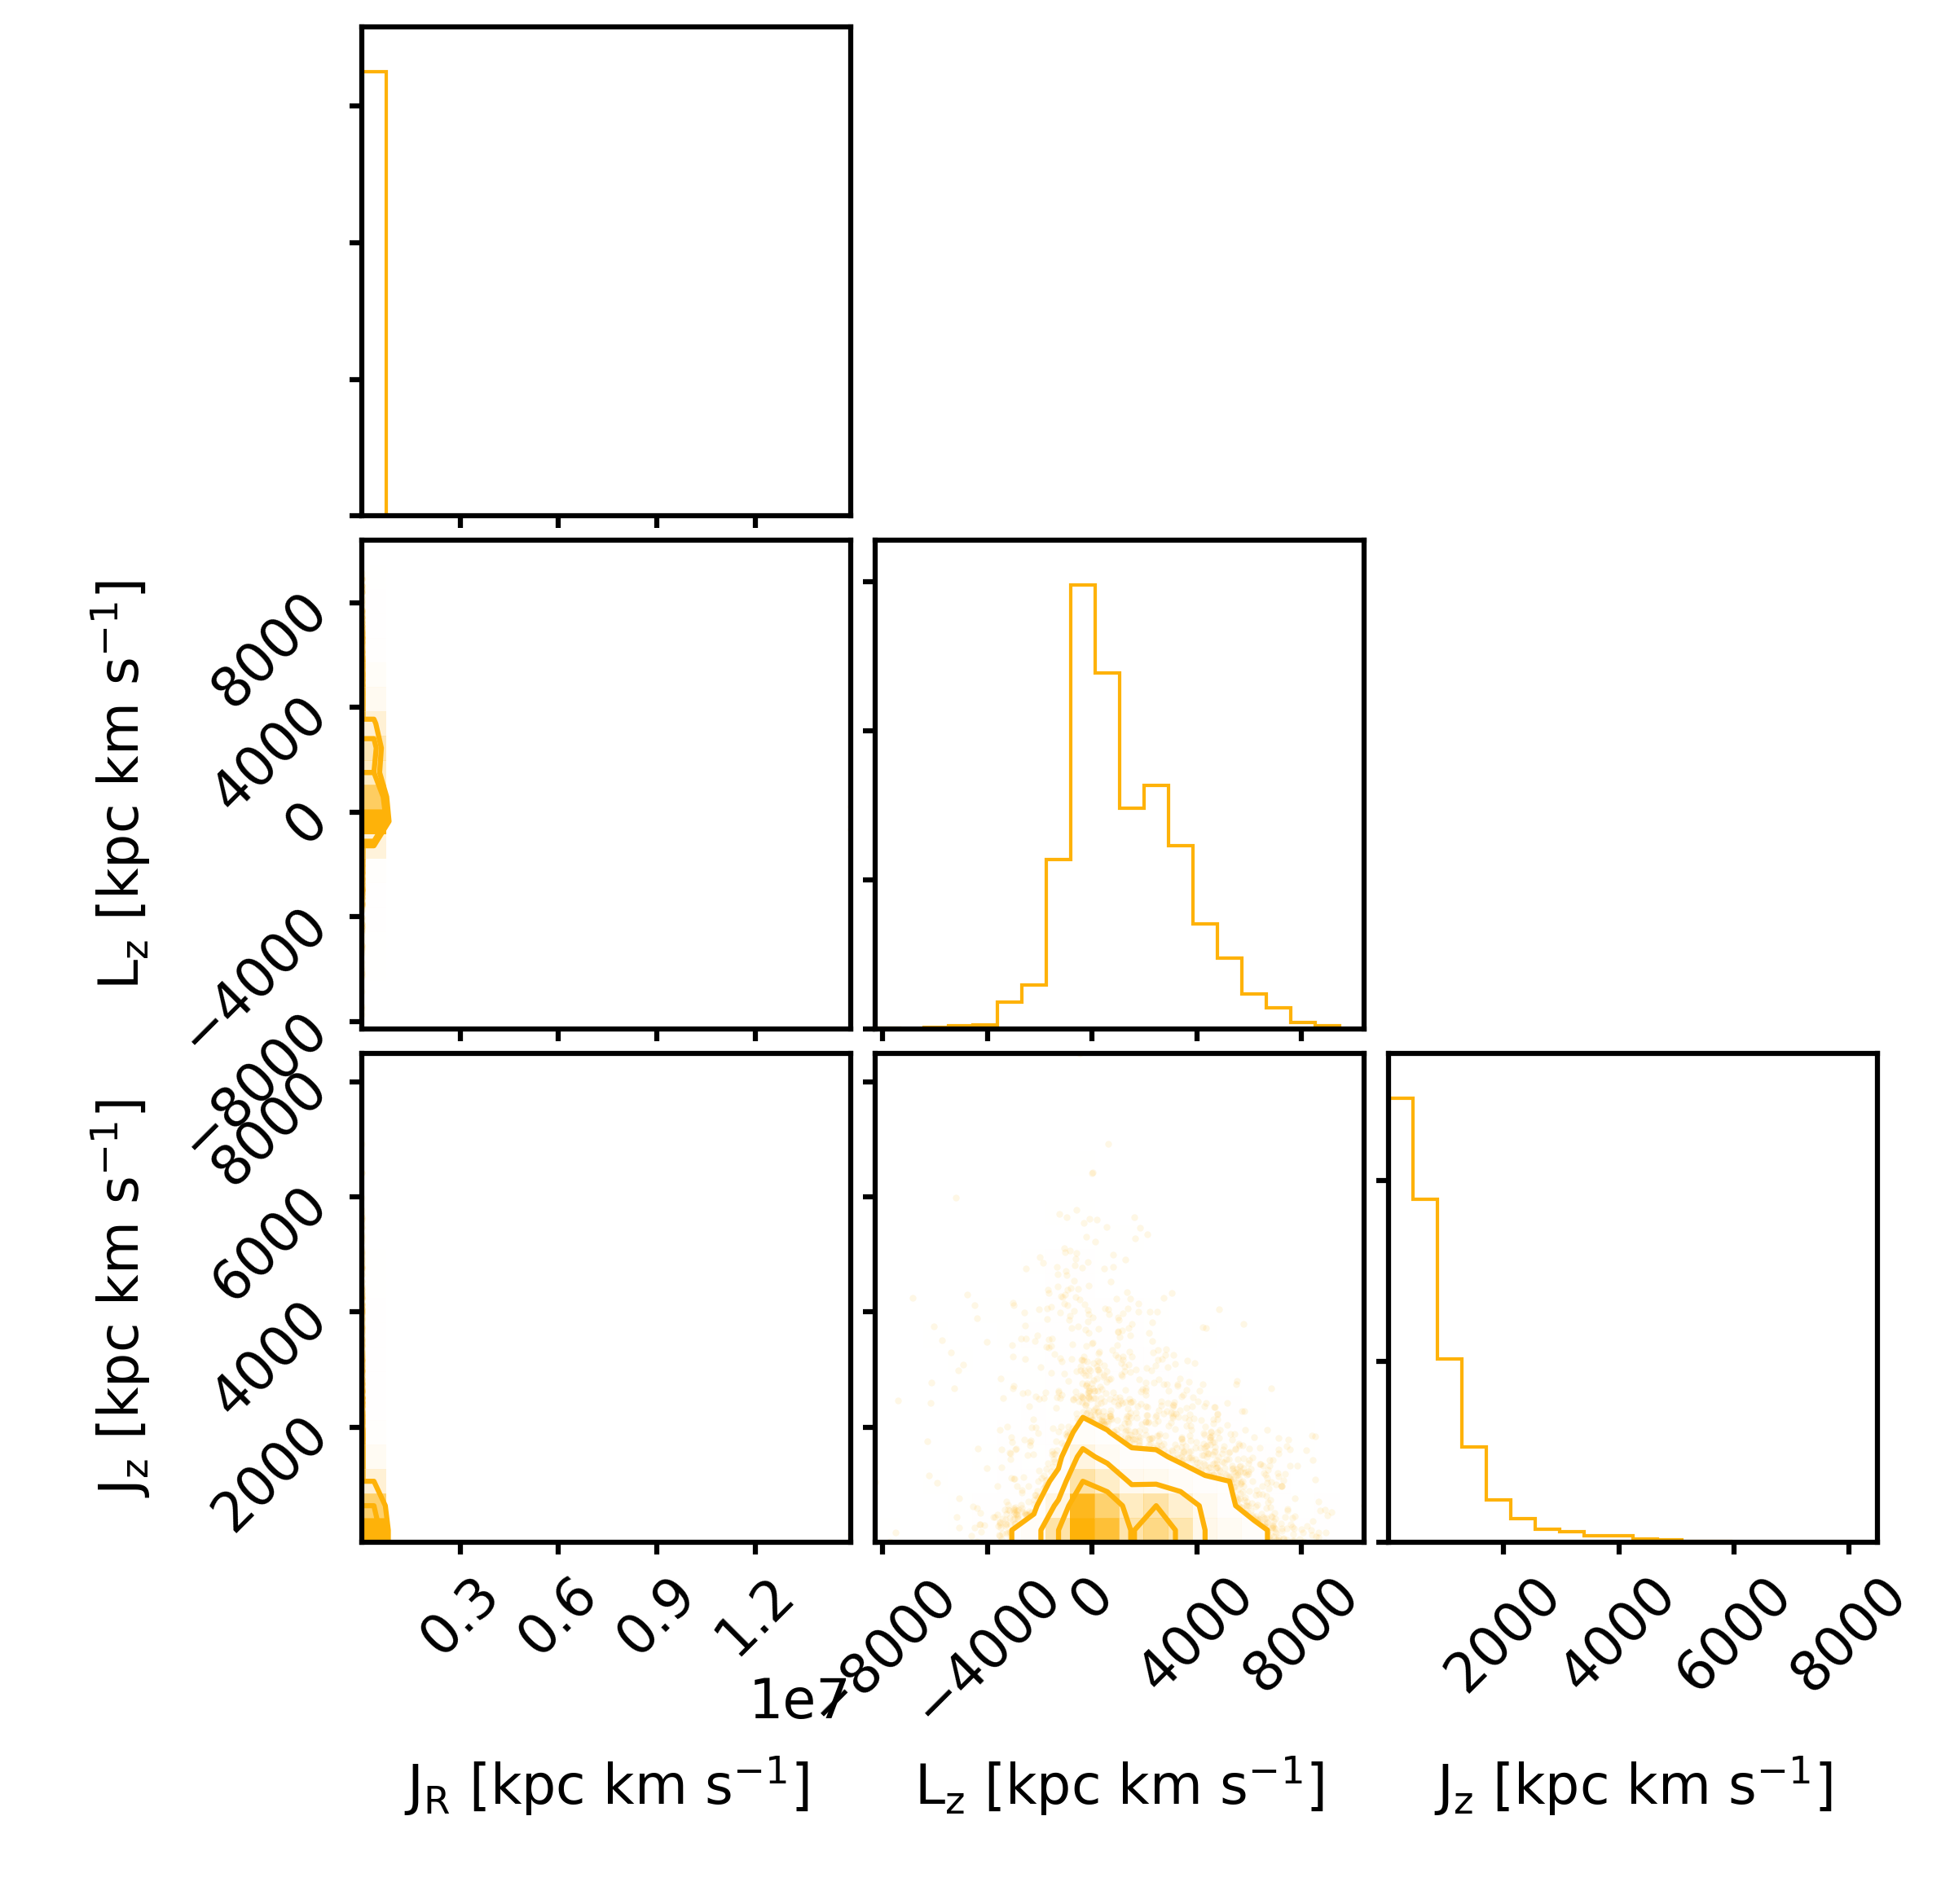 L_z [kpc km s^−1]
8000
4000
0
−4000
−8000
J_z [kpc km s^−1]
8000
6000
4000
2000
0.3 0.6 0.9 1.2
1e7
−8000 −4000 0 4000 8000
2000 4000 6000 8000
J_R [kpc km s^−1]
L_z [kpc km s^−1]
J_z [kpc km s^−1]